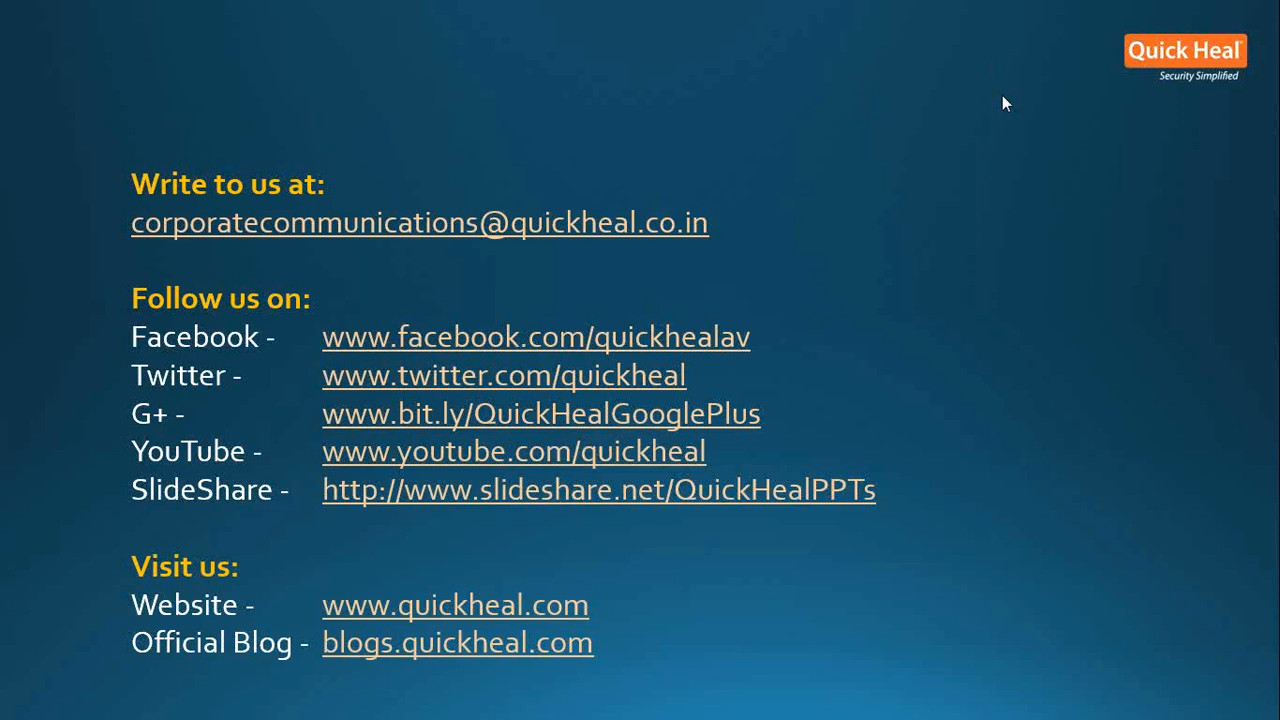 Quick Heal
Security Simplified
Write to us at:
corporatecommunications@quickheal.co.in
Follow us on:
Facebook - www.facebook.com/quickhealav
Twitter - www.twitter.com/quickheal
G+ - www.bit.ly/QuickHealGooglePlus
YouTube - www.youtube.com/quickheal
SlideShare - http://www.slideshare.net/QuickHealPPTs
Visit us:
Website - www.quickheal.com
Official Blog - blogs.quickheal.com